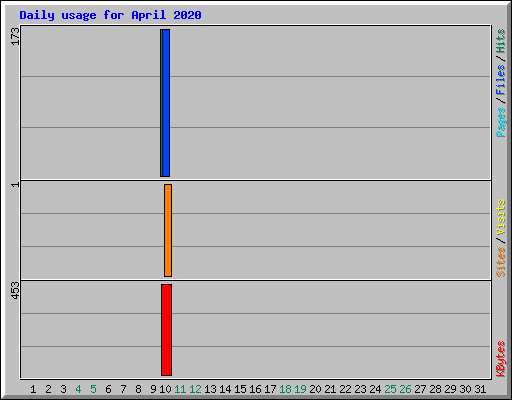 Daily usage for April 2020
173
Pages / Files / Hits
1
Sites / Visits
453
KBytes
1 2 3 4 5 6 7 8 9 10 11 12 13 14 15 16 17 18 19 20 21 22 23 24 25 26 27 28 29 30 31